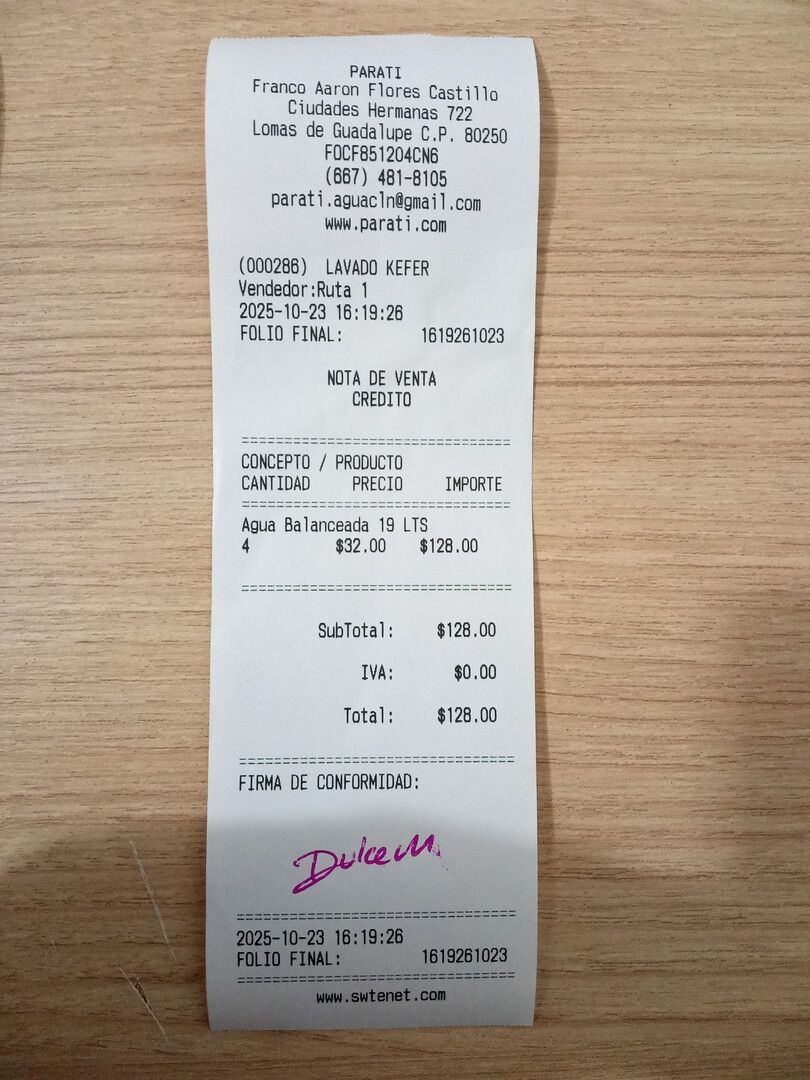 PARATI
Franco Aaron Flores Castillo
Ciudades Hermanas 722
Lomas de Guadalupe C.P. 80250
FOCF851204CN6
(667) 481-8105
parati.aguacln@gmail.com
www.parati.com
(000286) LAVADO KEFER
Vendedor:Ruta 1
2025-10-23 16:19:26
FOLIO FINAL: 1619261023
NOTA DE VENTA
CREDITO
===============================
CONCEPTO / PRODUCTO
CANTIDAD PRECIO IMPORTE
===============================
Agua Balanceada 19 LTS
4 $32.00 $128.00
===============================
SubTotal: $128.00
IVA: $0.00
Total: $128.00
===============================
FIRMA DE CONFORMIDAD:
Dulce M
===============================
2025-10-23 16:19:26
FOLIO FINAL: 1619261023
===============================
www.swtenet.com